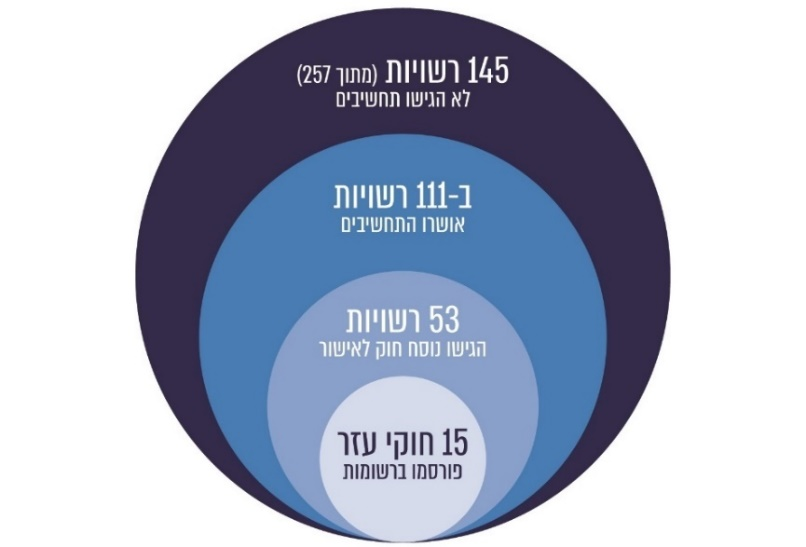 145 רשויות (מתוך 257)
לא הגישו תחשיבים
ב-111 רשויות
אושרו התחשיבים
53 רשויות
הגישו נוסח חוק לאישור
15 חוקי עזר
פורסמו ברשומות